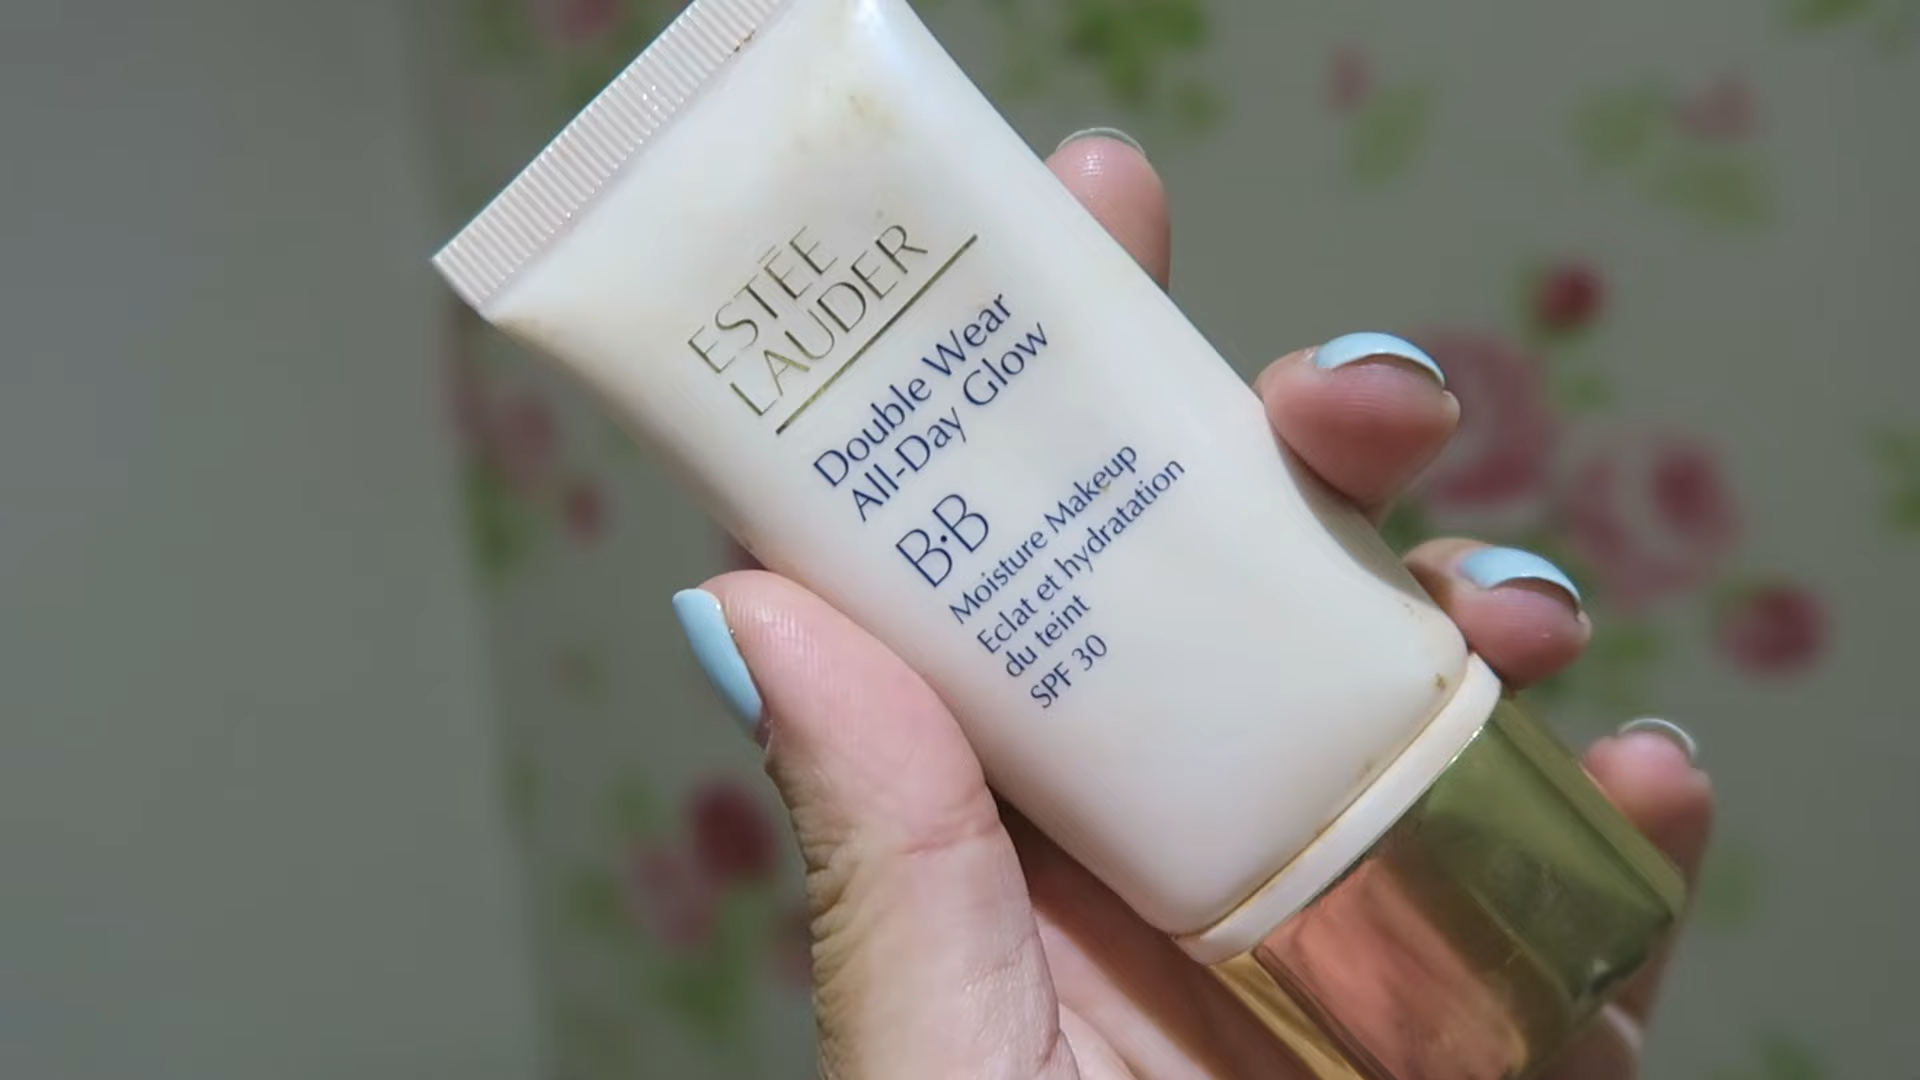 ESTĒE
LAUDER
Double Wear
All-Day Glow
B·B
Moisture Makeup
Eclat et hydratation
du teint
SPF 30